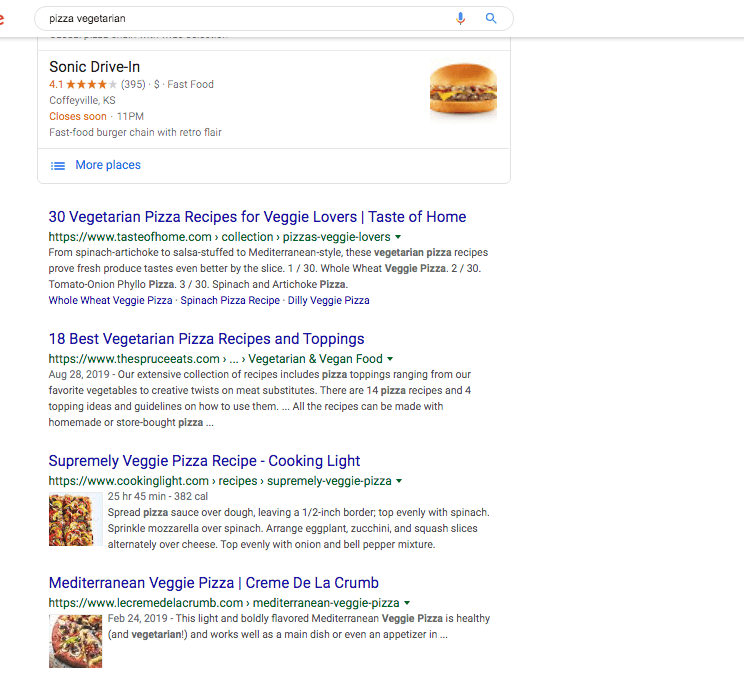 e
pizza vegetarian
Sonic Drive-In
4.1 (395) · $ · Fast Food
Coffeyville, KS
Closes soon · 11PM
Fast-food burger chain with retro flair
More places
30 Vegetarian Pizza Recipes for Veggie Lovers | Taste of Home
https://www.tasteofhome.com › collection › pizzas-veggie-lovers
From spinach-artichoke to salsa-stuffed to Mediterranean-style, these vegetarian pizza recipes
prove fresh produce tastes even better by the slice. 1 / 30. Whole Wheat Veggie Pizza. 2 / 30.
Tomato-Onion Phyllo Pizza. 3 / 30. Spinach and Artichoke Pizza.
Whole Wheat Veggie Pizza · Spinach Pizza Recipe · Dilly Veggie Pizza
18 Best Vegetarian Pizza Recipes and Toppings
https://www.thespruceeats.com › ... › Vegetarian & Vegan Food
Aug 28, 2019 - Our extensive collection of recipes includes pizza toppings ranging from our
favorite vegetables to creative twists on meat substitutes. There are 14 pizza recipes and 4
topping ideas and guidelines on how to use them. ... All the recipes can be made with
homemade or store-bought pizza ...
Supremely Veggie Pizza Recipe - Cooking Light
https://www.cookinglight.com › recipes › supremely-veggie-pizza
25 hr 45 min - 382 cal
Spread pizza sauce over dough, leaving a 1/2-inch border; top evenly with spinach.
Sprinkle mozzarella over spinach. Arrange eggplant, zucchini, and squash slices
alternately over cheese. Top evenly with onion and bell pepper mixture.
Mediterranean Veggie Pizza | Creme De La Crumb
https://www.lecremedelacrumb.com › mediterranean-veggie-pizza
Feb 24, 2019 - This light and boldly flavored Mediterranean Veggie Pizza is healthy
(and vegetarian!) and works well as a main dish or even an appetizer in ...